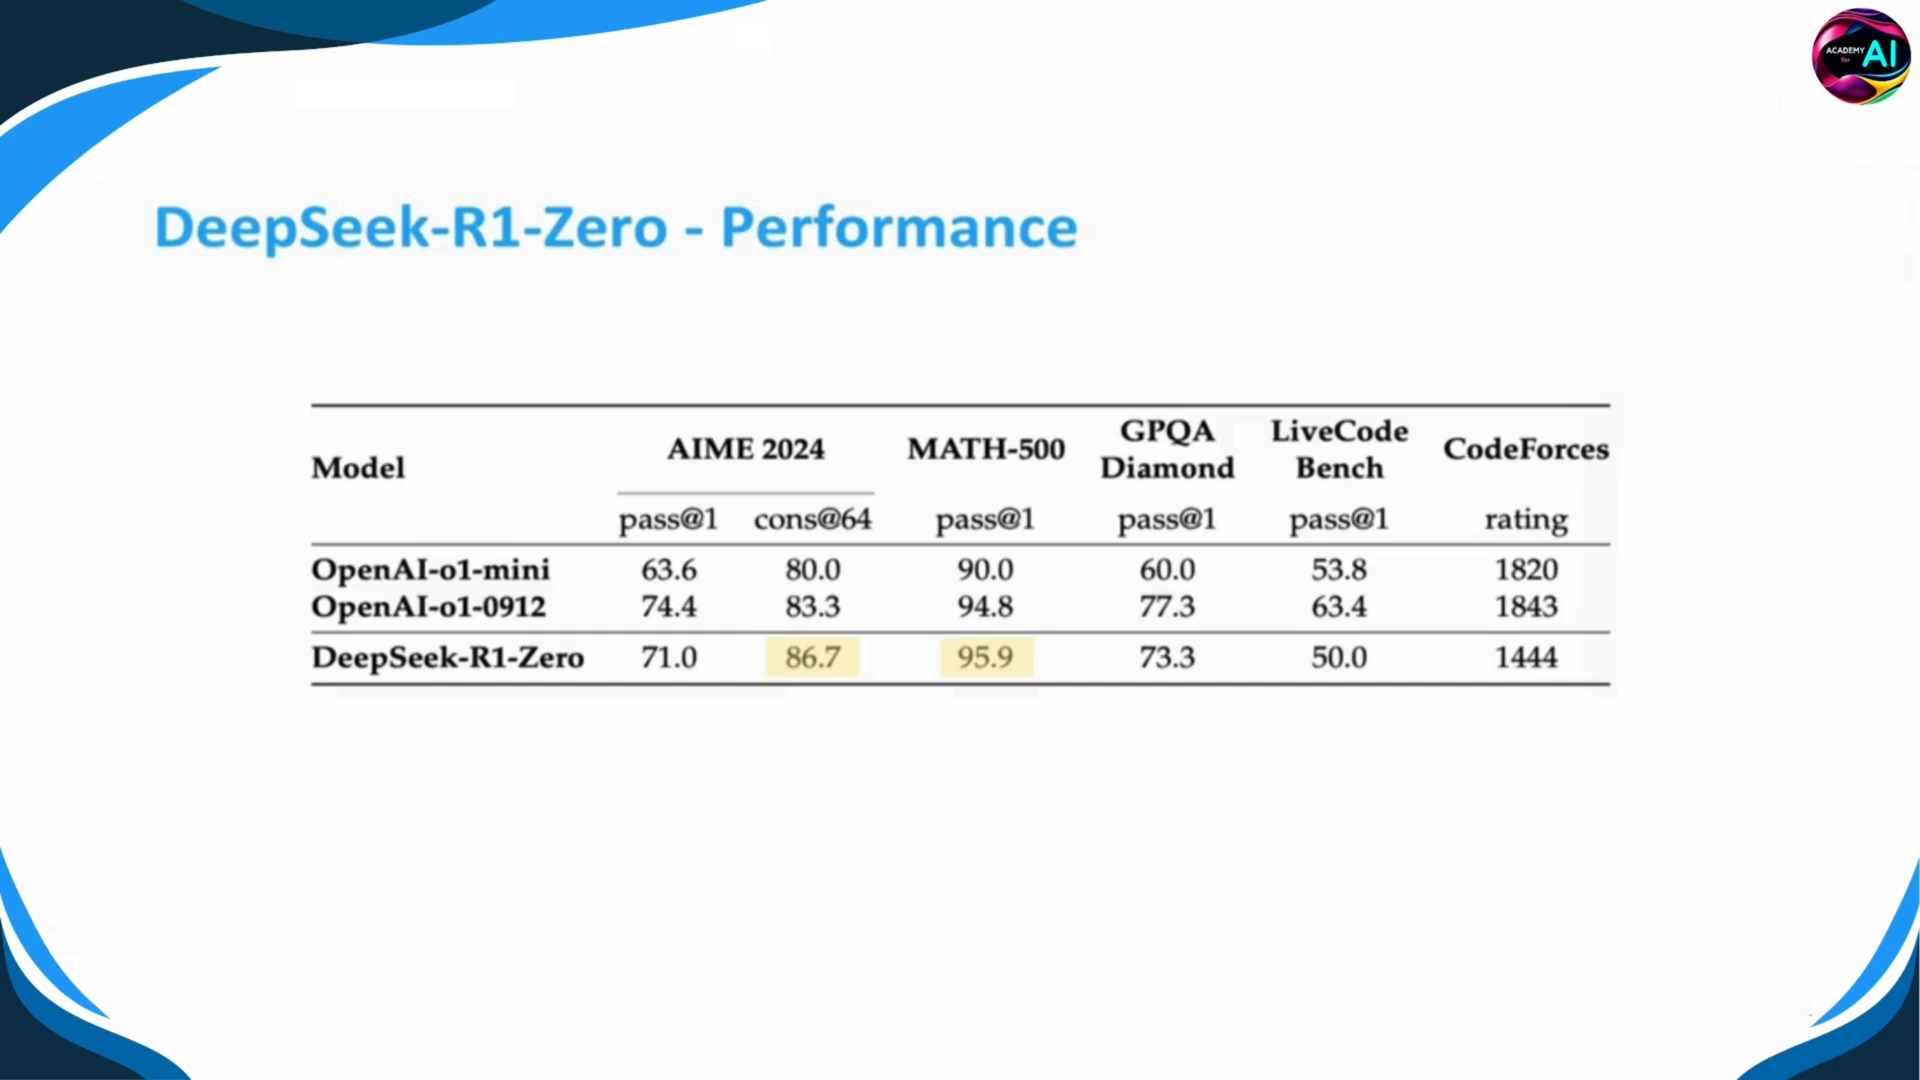 ACADEMY
for
AI
DeepSeek-R1-Zero - Performance
Model AIME 2024 MATH-500 GPQA Diamond LiveCode Bench CodeForces
pass@1 cons@64 pass@1 pass@1 pass@1 rating
OpenAI-o1-mini 63.6 80.0 90.0 60.0 53.8 1820
OpenAI-o1-0912 74.4 83.3 94.8 77.3 63.4 1843
DeepSeek-R1-Zero 71.0 86.7 95.9 73.3 50.0 1444